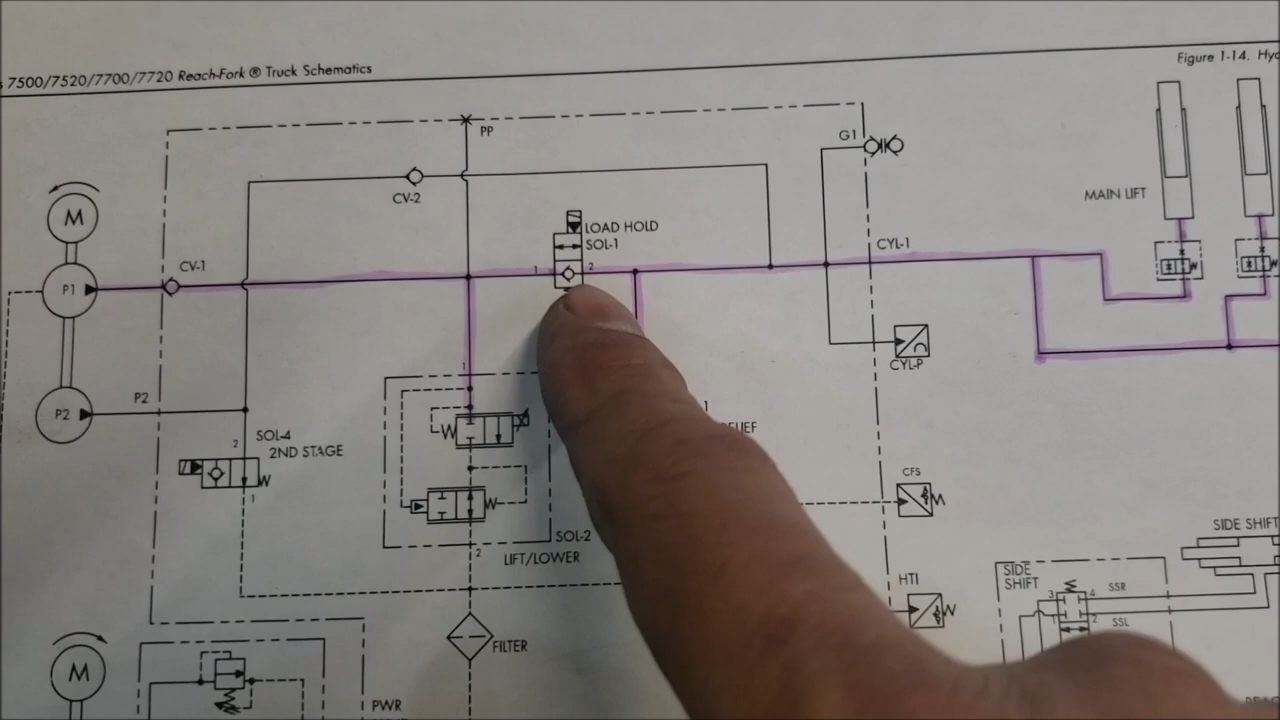 7500/7520/7700/7720 Reach-Fork ® Truck Schematics
Figure 1-14.
PP
G1
CV-2
LOAD HOLD
SOL-1
MAIN LIFT
M
CV-1
1
2
CYL-1
P1
CYL-P
1
P2
P2
2
SOL-4
2ND STAGE
1
1
CFS
SOL-2
2
LIFT/LOWER
SIDE SHIFT
HTI
SIDE
SHIFT
SSR
3
4
1
2
SSL
FILTER
M
PWR